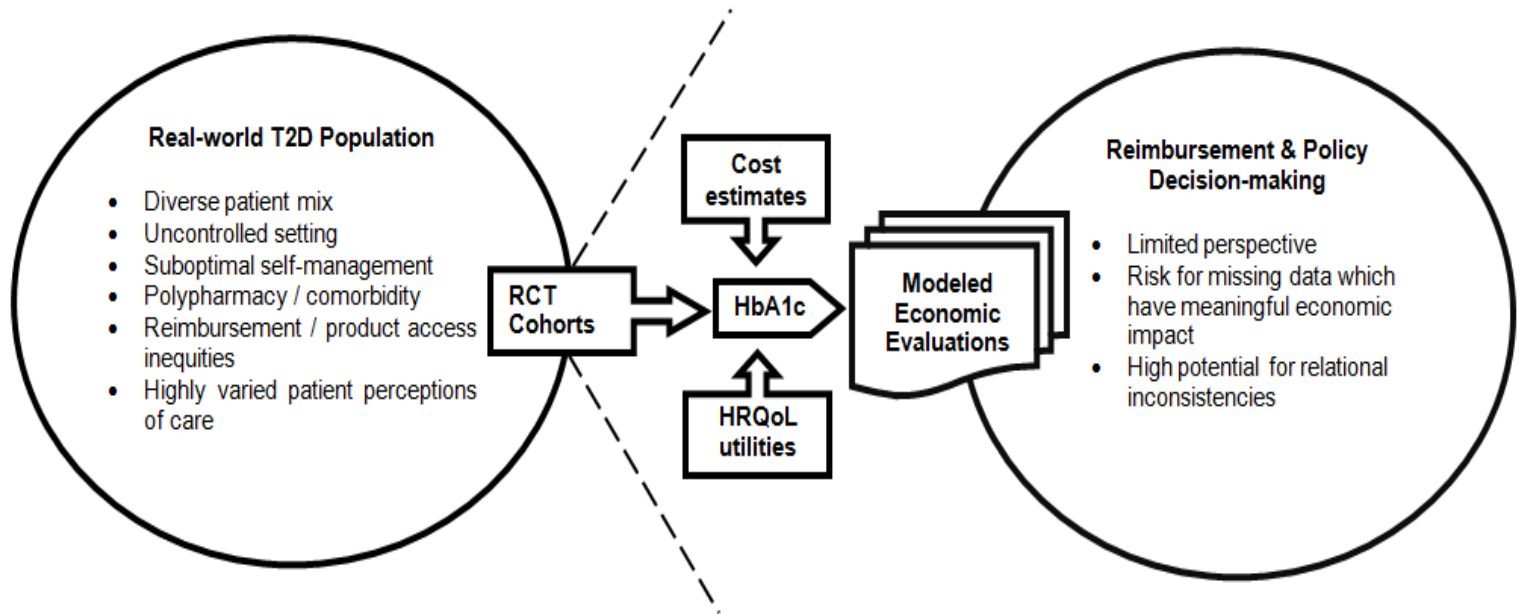 Real-world T2D Population
• Diverse patient mix
• Uncontrolled setting
• Suboptimal self-management
• Polypharmacy / comorbidity
• Reimbursement / product access
inequities
• Highly varied patient perceptions
of care
RCT
Cohorts
Cost
estimates
HbA1c
HRQoL
utilities
Modeled
Economic
Evaluations
Reimbursement & Policy
Decision-making
• Limited perspective
• Risk for missing data which
have meaningful economic
impact
• High potential for relational
inconsistencies